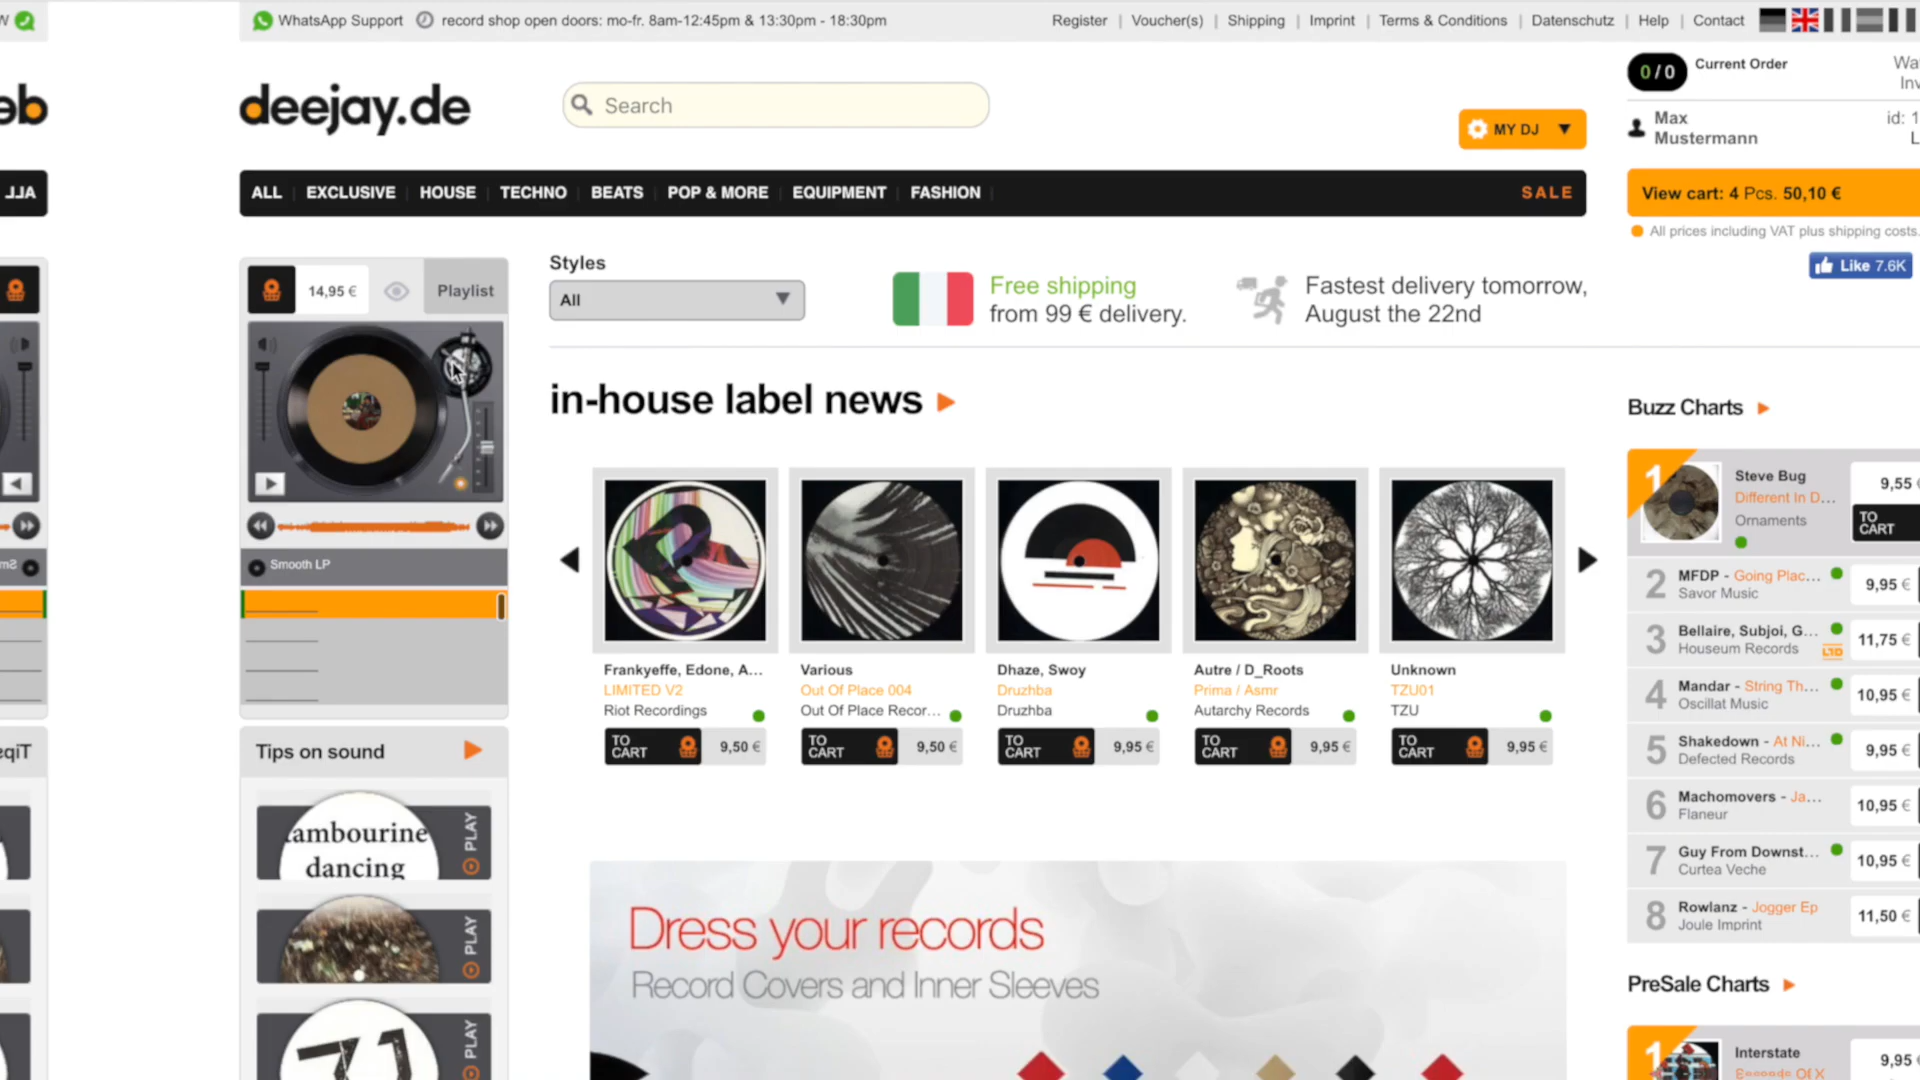 WhatsApp Support
record shop open doors: mo-fr. 8am-12:45pm & 13:30pm - 18:30pm
Register | Voucher(s) | Shipping | Imprint | Terms & Conditions | Datenschutz | Help | Contact
deejay.de
Search
MY DJ
0/0
Current Order
Max
Mustermann
id: 1
ALL EXCLUSIVE HOUSE TECHNO BEATS POP & MORE EQUIPMENT FASHION SALE
View cart: 4 Pcs. 50,10 €
All prices including VAT plus shipping costs.
Like 7.6K
14,95 €
Playlist
Smooth LP
Tips on sound
tambourine
dancing
PLAY
PLAY
PLAY
Styles
All
Free shipping
from 99 € delivery.
Fastest delivery tomorrow,
August the 22nd
in-house label news
Frankyeffe, Edone, A...
LIMITED V2
Riot Recordings
TO
CART
9,50 €
Various
Out Of Place 004
Out Of Place Recor...
TO
CART
9,50 €
Dhaze, Swoy
Druzhba
Druzhba
TO
CART
9,95 €
Autre / D_Roots
Prima / Asmr
Autarchy Records
TO
CART
9,95 €
Unknown
TZU01
TZU
TO
CART
9,95 €
Dress your records
Record Covers and Inner Sleeves
Buzz Charts
1
Steve Bug
Different In D...
Ornaments
9,55 €
TO
CART
2
MFDP - Going Plac...
Savor Music
9,95 €
3
Bellaire, Subjoi, G...
Houseum Records
LTD
11,75 €
4
Mandar - String Th...
Oscillat Music
10,95 €
5
Shakedown - At Ni...
Defected Records
9,95 €
6
Machomovers - Ja...
Flaneur
10,95 €
7
Guy From Downst...
Curtea Veche
10,95 €
8
Rowlanz - Jogger Ep
Joule Imprint
11,50 €
PreSale Charts
1
Interstate
9,95 €